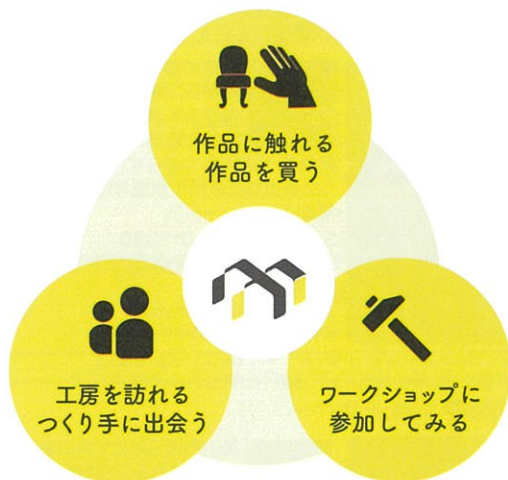 作品に触れる
作品を買う
工房を訪れる
つくり手に出会う
ワークショップに
参加してみる